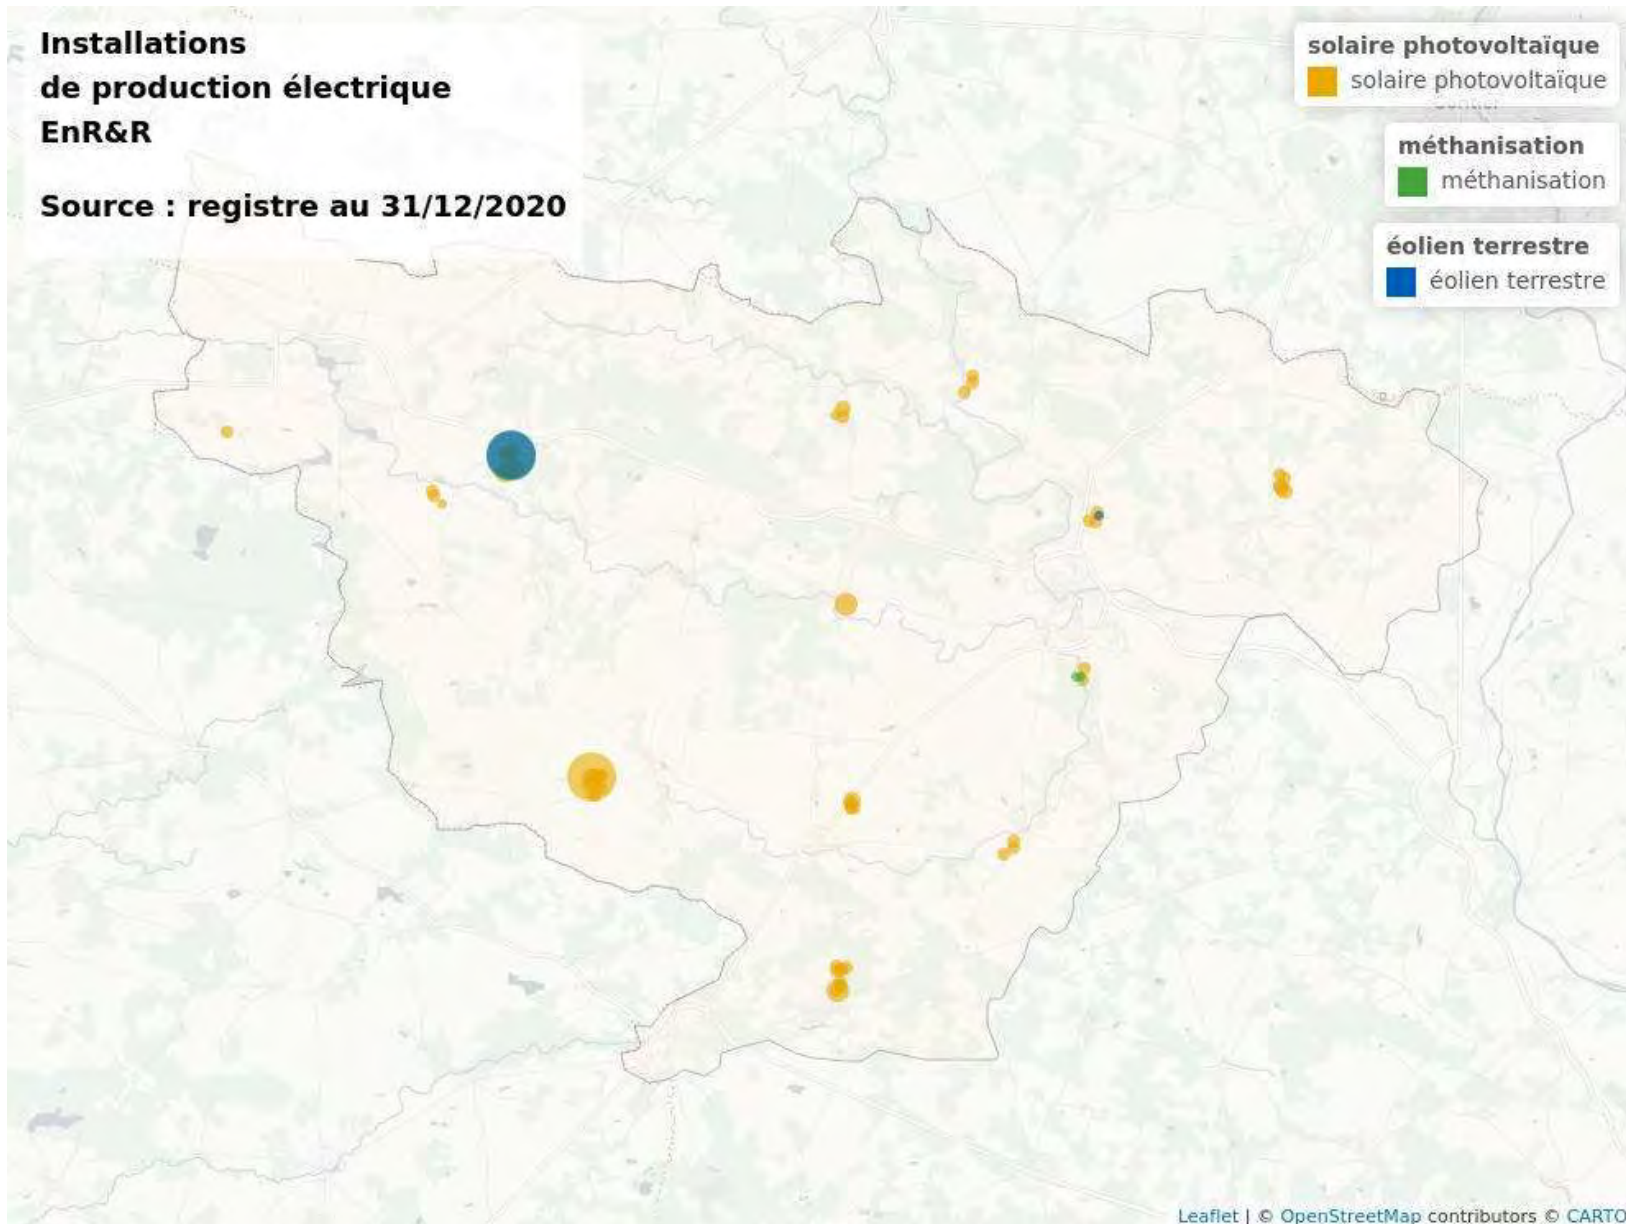 Installations
de production électrique
EnR&R
Source : registre au 31/12/2020
solaire photovoltaïque
solaire photovoltaïque
méthanisation
méthanisation
éolien terrestre
éolien terrestre
Leaflet | © OpenStreetMap contributors © CARTO